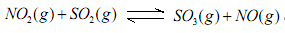 NO₂(g)+SO₂(g) ⇌ SO₃(g)+NO(g)